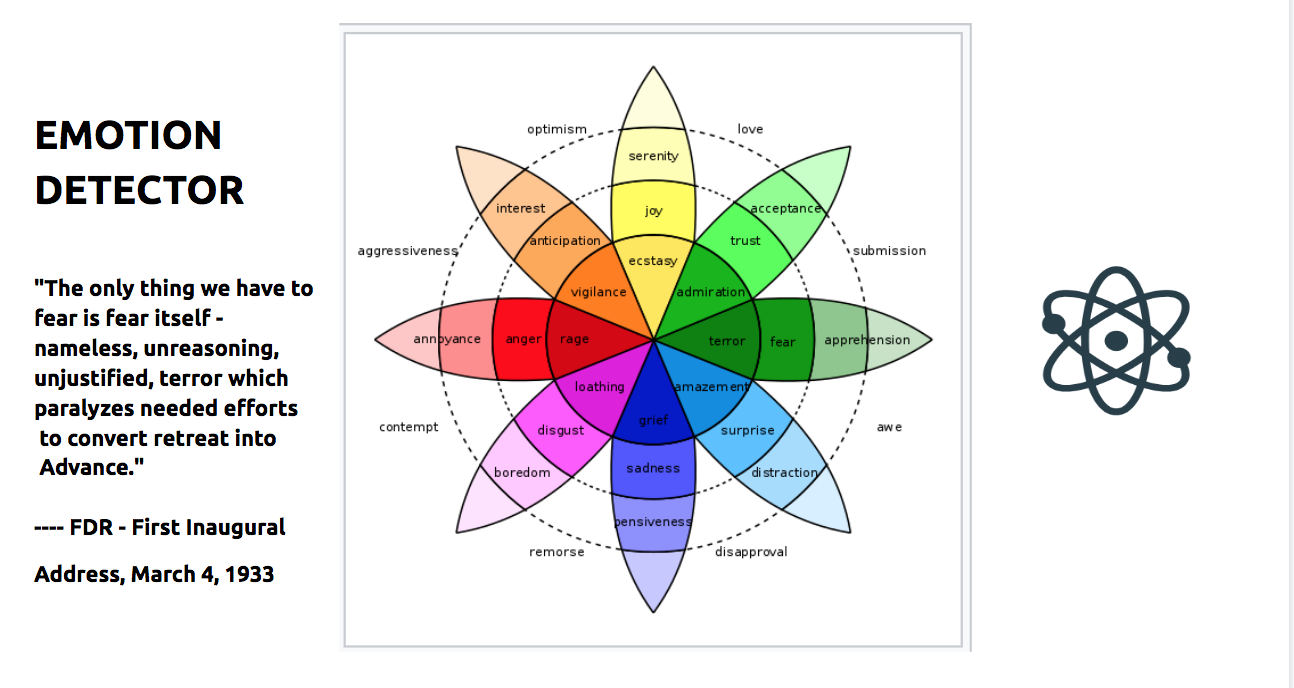 EMOTION
DETECTOR
"The only thing we have to
fear is fear itself -
nameless, unreasoning,
unjustified, terror which
paralyzes needed efforts
to convert retreat into
Advance."
---- FDR - First Inaugural
Address, March 4, 1933
optimism
love
serenity
interest
joy
acceptance
anticipation
trust
aggressiveness
submission
ecstasy
vigilance
admiration
annoyance
anger
rage
terror
fear
apprehension
loathing
amazement
contempt
disgust
grief
surprise
awe
boredom
sadness
distraction
pensiveness
remorse
disapproval